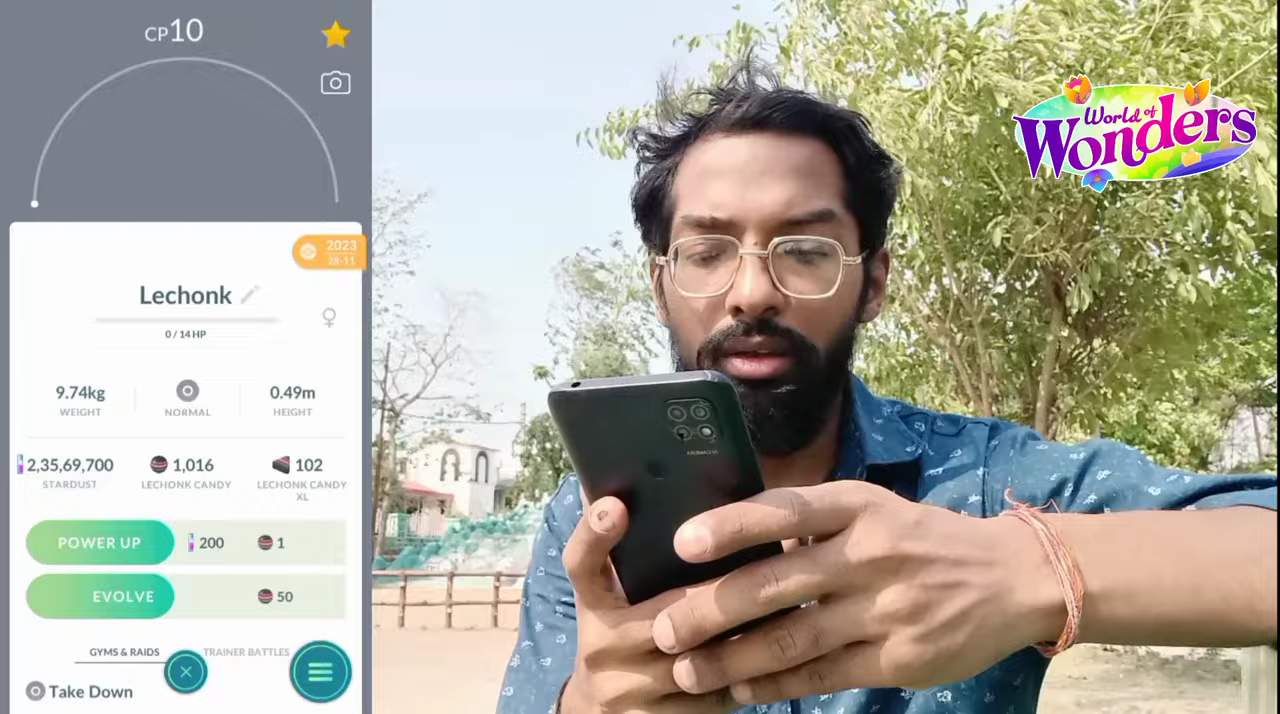 CP10
2023
28-11
Lechonk
0 / 14 HP
9.74kg
WEIGHT
NORMAL
0.49m
HEIGHT
2,35,69,700
STARDUST
1,016
LECHONK CANDY
102
LECHONK CANDY
XL
POWER UP
200
1
EVOLVE
50
GYMS & RAIDS
TRAINER BATTLES
Take Down
World of
Wonders